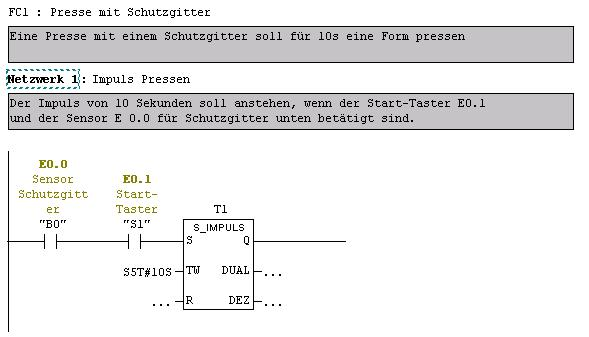 FC1 : Presse mit Schutzgitter
Eine Presse mit einem Schutzgitter soll für 10s eine Form pressen
Netzwerk 1: Impuls Pressen
Der Impuls von 10 Sekunden soll anstehen, wenn der Start-Taster E0.1
und der Sensor E 0.0 für Schutzgitter unten betätigt sind.
E0.0
Sensor
Schutzgitt
er
"B0"
E0.1
Start-
Taster
"S1"
T1
S_IMPULS
S Q
S5T#10S TW DUAL ...
... R DEZ ...